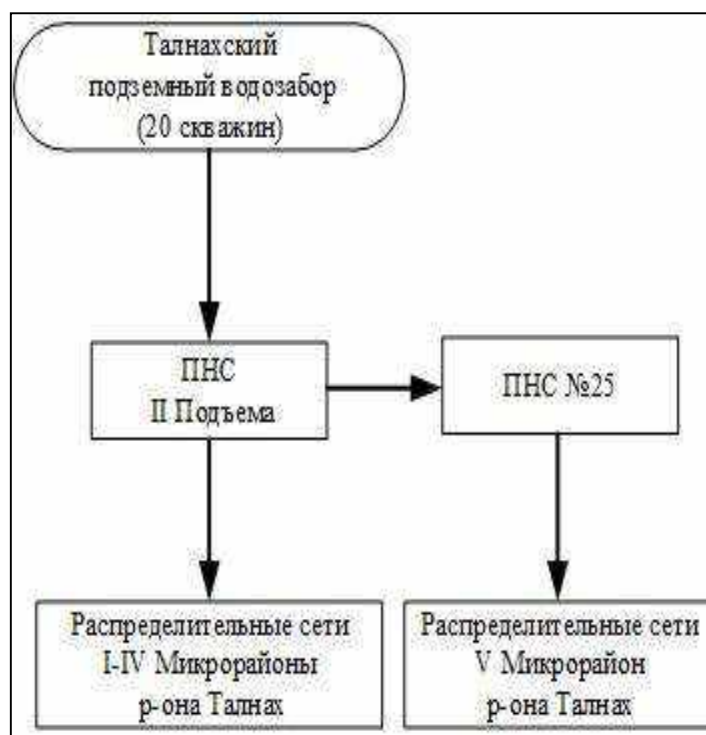 Талнахский
подземный водозабор
(20 скважин)
ПНС
II Подъема
ПНС №25
Распределительные сети
I-IV Микрорайоны
р-она Талнах
Распределительные сети
V Микрорайон
р-она Талнах